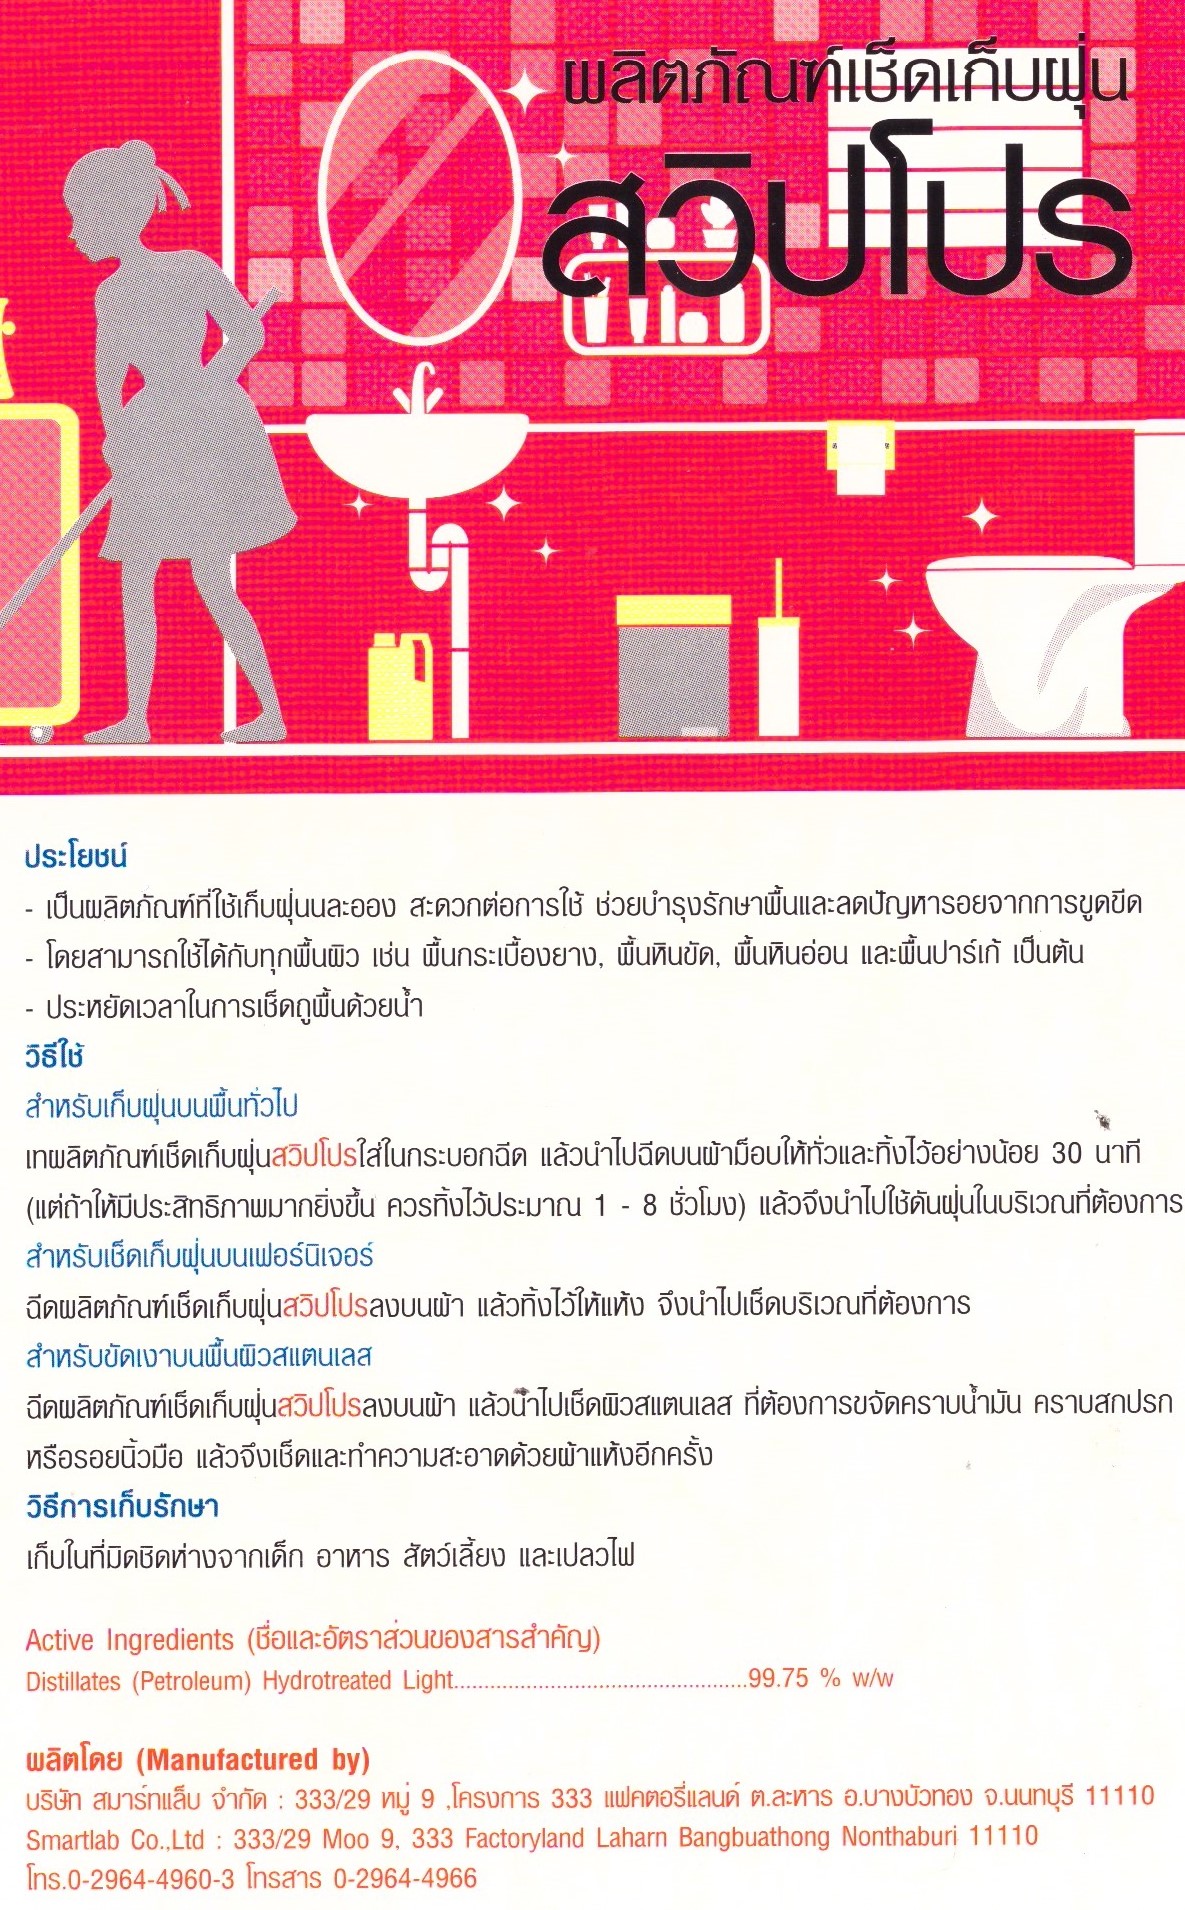 ผลิตภัณฑ์เช็ดเก็บฝุ่น
สวิปโปร
ประโยชน์
- เป็นผลิตภัณฑ์ที่ใช้เก็บฝุ่นนละออง สะดวกต่อการใช้ ช่วยบำรุงรักษาพื้นและลดปัญหารอยจากการขูดขีด
- โดยสามารถใช้ได้กับทุกพื้นผิว เช่น พื้นกระเบื้องยาง, พื้นหินขัด, พื้นหินอ่อน และพื้นปาร์เก้ เป็นต้น
- ประหยัดเวลาในการเช็ดถูพื้นด้วยน้ำ
วิธีใช้
สำหรับเก็บฝุ่นบนพื้นทั่วไป
เทผลิตภัณฑ์เช็ดเก็บฝุ่นสวิปโปรใส่ในกระบอกฉีด แล้วนำไปฉีดบนผ้าม็อบให้ทั่วและทิ้งไว้อย่างน้อย 30 นาที
(แต่ถ้าให้มีประสิทธิภาพมากยิ่งขึ้น ควรทิ้งไว้ประมาณ 1 - 8 ชั่วโมง) แล้วจึงนำไปใช้ดันฝุ่นในบริเวณที่ต้องการ
สำหรับเช็ดเก็บฝุ่นบนเฟอร์นิเจอร์
ฉีดผลิตภัณฑ์เช็ดเก็บฝุ่นสวิปโปรลงบนผ้า แล้วทิ้งไว้ให้แห้ง จึงนำไปเช็ดบริเวณที่ต้องการ
สำหรับขัดเงาบนพื้นผิวสแตนเลส
ฉีดผลิตภัณฑ์เช็ดเก็บฝุ่นสวิปโปรลงบนผ้า แล้วนำไปเช็ดผิวสแตนเลส ที่ต้องการขจัดคราบน้ำมัน คราบสกปรก
หรือรอยนิ้วมือ แล้วจึงเช็ดและทำความสะอาดด้วยผ้าแห้งอีกครั้ง
วิธีการเก็บรักษา
เก็บในที่มิดชิดห่างจากเด็ก อาหาร สัตว์เลี้ยง และเปลวไฟ
Active Ingredients (ชื่อและอัตราส่วนของสารสำคัญ)
Distillates (Petroleum) Hydrotreated Light.................................................99.75 % w/w
ผลิตโดย (Manufactured by)
บริษัท สมาร์ทแล็บ จำกัด : 333/29 หมู่ 9 ,โครงการ 333 แฟคตอรี่แลนด์ ต.ละหาร อ.บางบัวทอง จ.นนทบุรี 11110
Smartlab Co.,Ltd : 333/29 Moo 9, 333 Factoryland Laharn Bangbuathong Nonthaburi 11110
โทร.0-2964-4960-3 โทรสาร 0-2964-4966